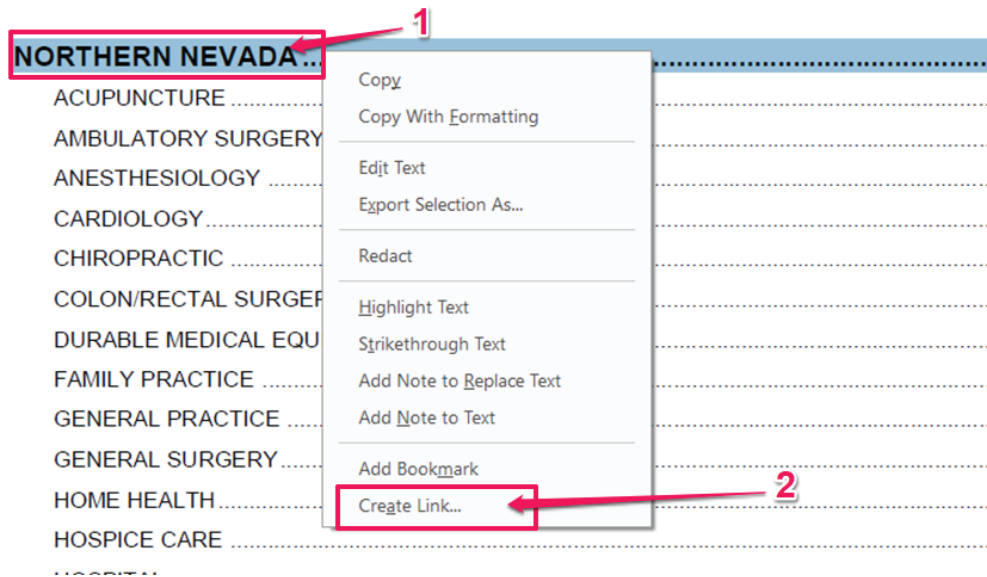 1
NORTHERN NEVADA...
ACUPUNCTURE
AMBULATORY SURGERY
ANESTHESIOLOGY
CARDIOLOGY
CHIROPRACTIC
COLON/RECTAL SURGER
DURABLE MEDICAL EQU
FAMILY PRACTICE
GENERAL PRACTICE
GENERAL SURGERY
HOME HEALTH
HOSPICE CARE
Copy
Copy With Formatting
Edit Text
Export Selection As...
Redact
Highlight Text
Strikethrough Text
Add Note to Replace Text
Add Note to Text
Add Bookmark
Create Link...
2